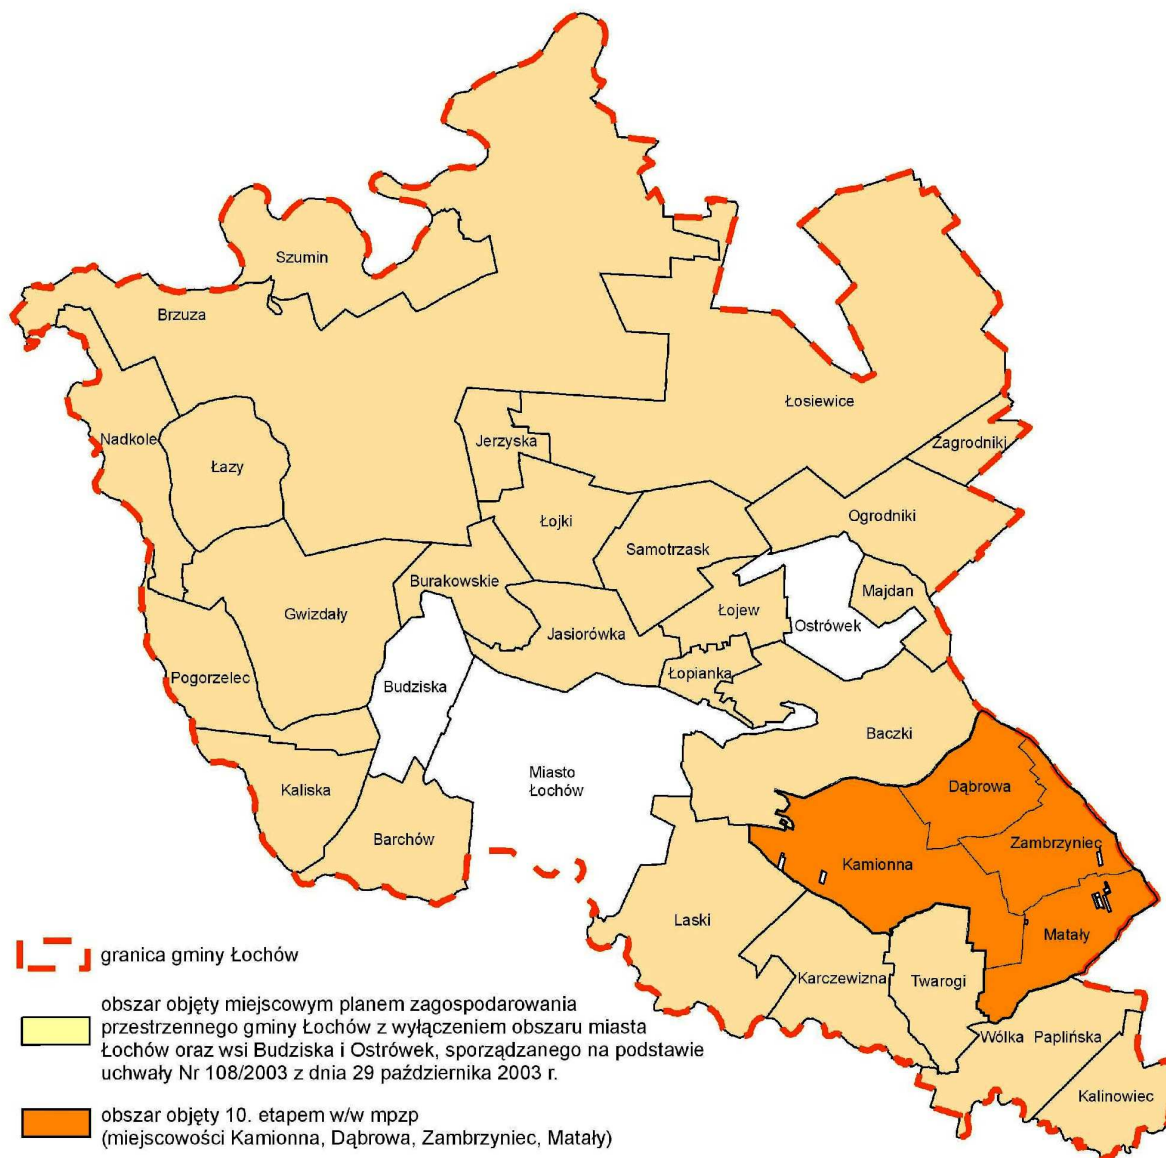 Szumin
Brzuza
Łosiewice
Nadkole
Jerzyska
Zagrodniki
Łazy
Łojki
Ogrodniki
Samotrzask
Burakowskie
Majdan
Gwizdały
Łojew
Ostrówek
Jasiorówka
Łopianka
Pogorzelec
Budziska
Baczki
Miasto
Łochów
Dąbrowa
Kaliska
Barchów
Zambrzyniec
Kamionna
Laski
Matały
Karczewizna
Twarogi
Wólka Paplińska
Kalinowiec
granica gminy Łochów
obszar objęty miejscowym planem zagospodarowania
przestrzennego gminy Łochów z wyłączeniem obszaru miasta
Łochów oraz wsi Budziska i Ostrówek, sporządzanego na podstawie
uchwały Nr 108/2003 z dnia 29 października 2003 r.
obszar objęty 10. etapem w/w mpzp
(miejscowości Kamionna, Dąbrowa, Zambrzyniec, Matały)